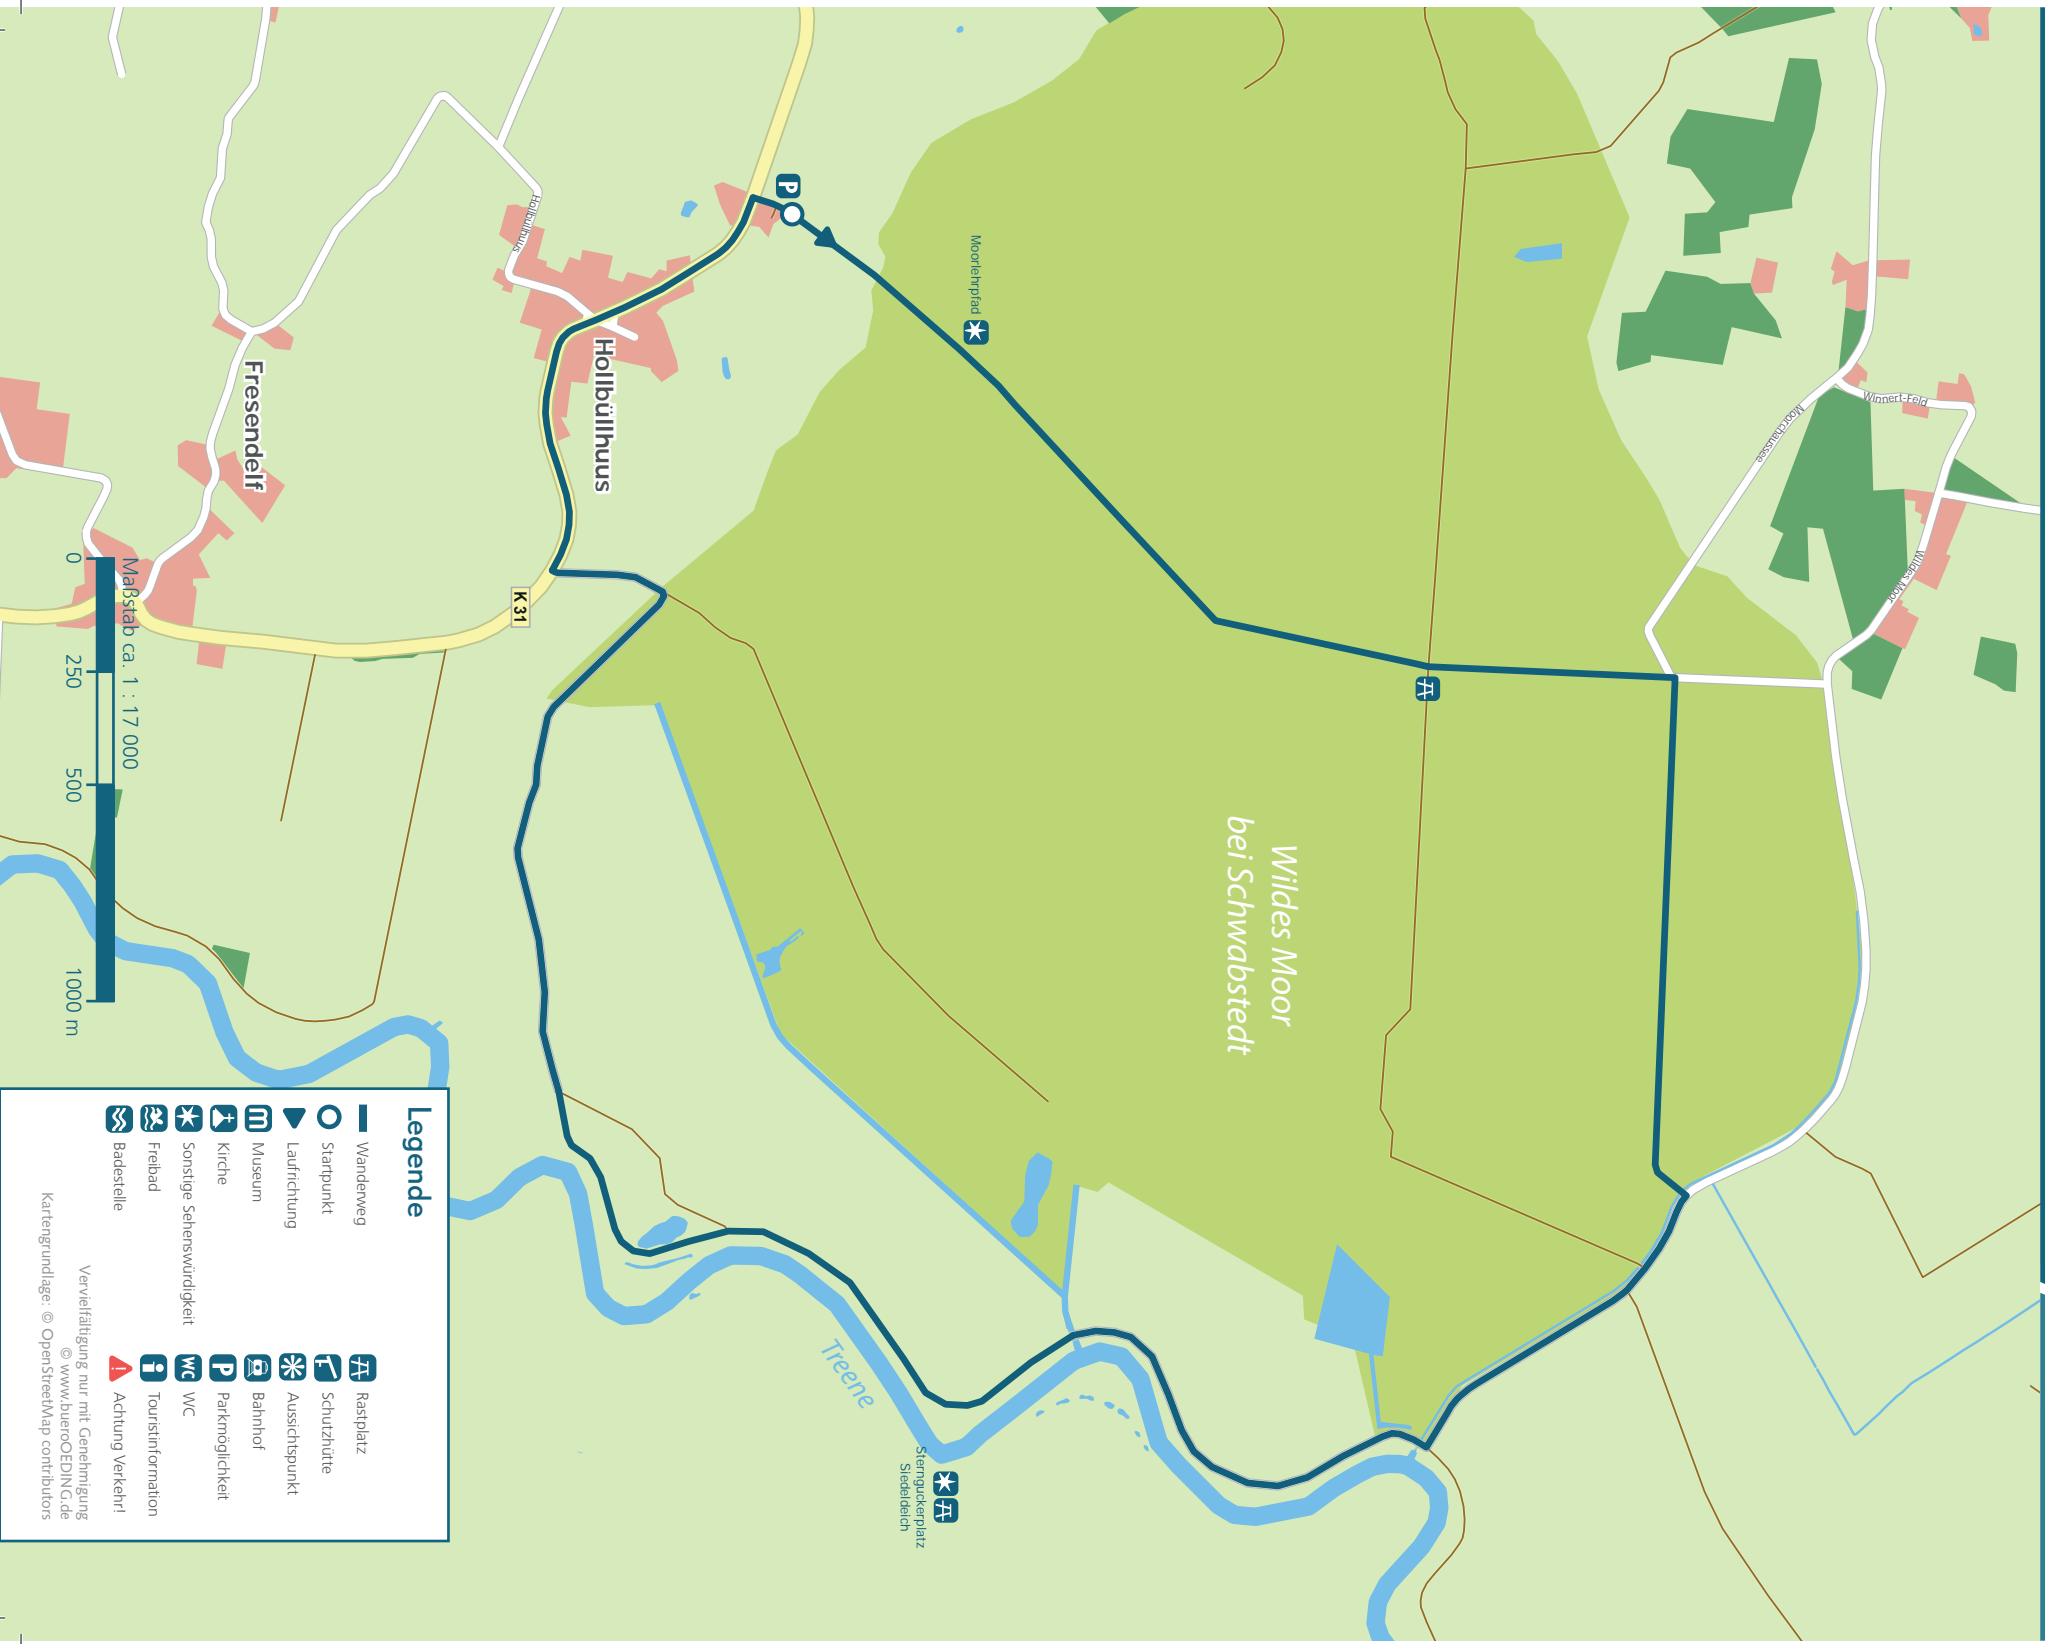 Winnert-Feld
Moorchaussee
Wildes Moor
Moorlehrpfad
P
Hollbüllhuus
Hollbüllhuus
Fresendelf
K 31
Wildes Moor
bei Schwabstedt
Treene
Sternguckerplatz
Siedeldeich
Maßstab ca. 1 : 17 000
0
250
500
1000 m
Legende
Wanderweg
Startpunkt
Laufrichtung
m Museum
Kirche
Sonstige Sehenswürdigkeit
Freibad
Badestelle
Rastplatz
Schutzhütte
Aussichtspunkt
Bahnhof
P Parkmöglichkeit
WC WC
i Touristinformation
! Achtung Verkehr!
Vervielfältigung nur mit Genehmigung
© www.bueroOEDING.de
Kartengrundlage: © OpenStreetMap contributors